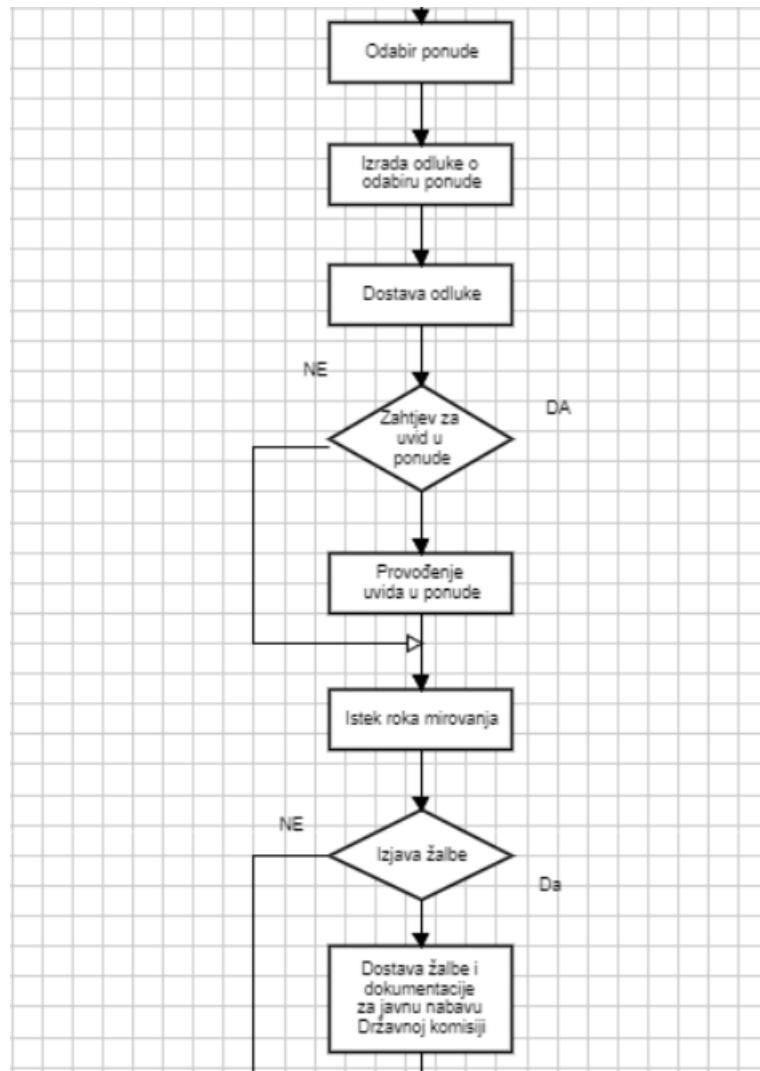 Odabir ponude
Izrada odluke o
odabiru ponude
Dostava odluke
NE
DA
Zahtjev za
uvid u
ponude
Provođenje
uvida u ponude
Istek roka mirovanja
NE
Izjava žalbe
Da
Dostava žalbe i
dokumentacije
za javnu nabavu
Državnoj komisiji